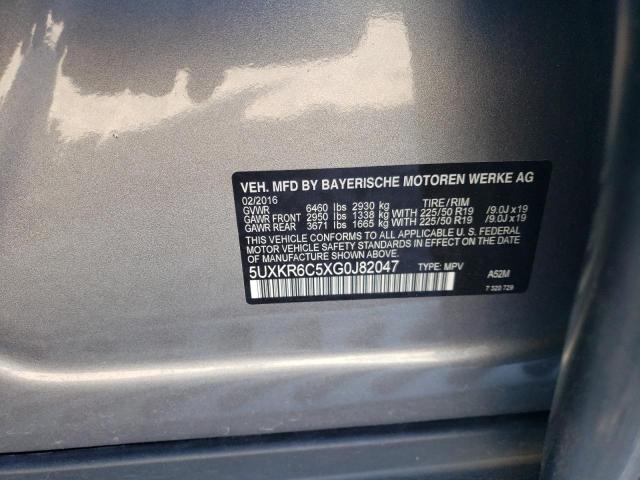 VEH. MFD BY BAYERISCHE MOTOREN WERKE AG
02/2016 TIRE/RIM
GVWR 6460 lbs 2930 kg
GAWR FRONT 2950 lbs 1338 kg WITH 225/50 R19 /9.0J x19
GAWR REAR 3671 lbs 1665 kg WITH 225/50 R19 /9.0J x19
THIS VEHICLE CONFORMS TO ALL APPLICABLE U. S. FEDERAL
MOTOR VEHICLE SAFETY STANDARDS IN
EFFECT ON THE DATE OF MANUFACTURE SHOWN ABOVE.
5UXKR6C5XG0J82047 TYPE: MPV A52M
7 320 729